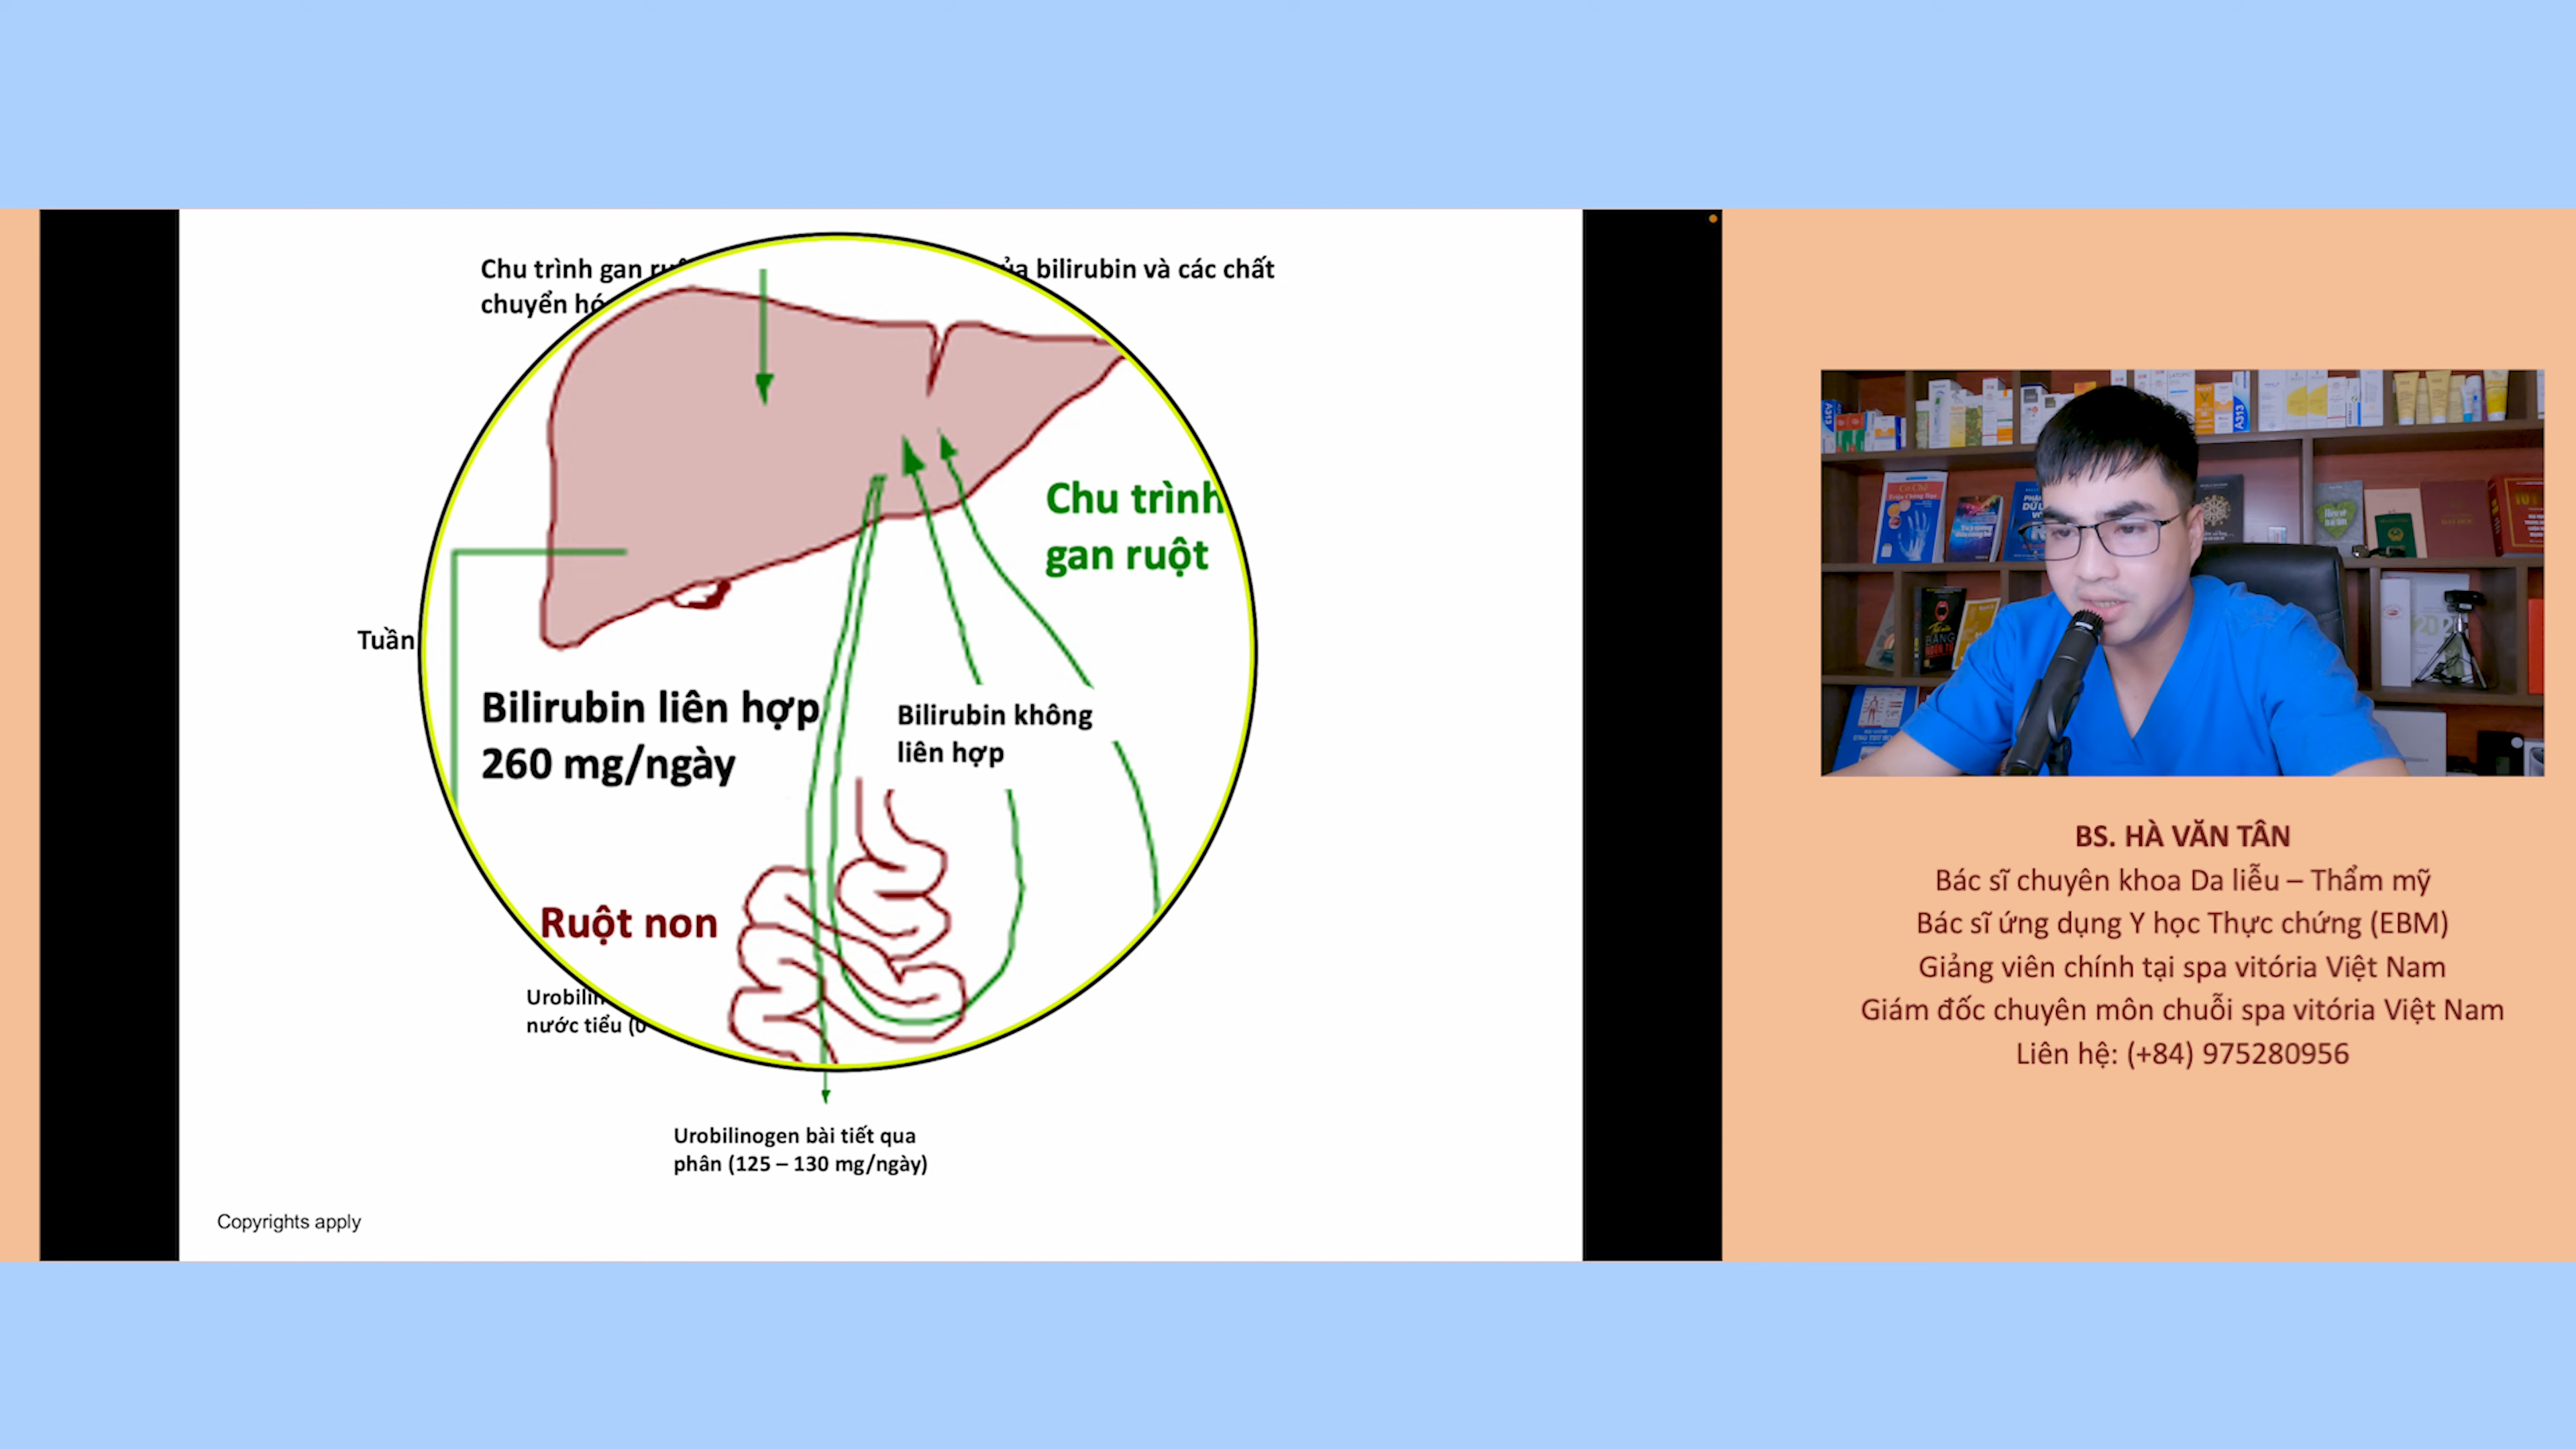 Chu trình gan
ủa bilirubin và các chất
chuyển hó
Chu trình
gan ruột
Tuần
Bilirubin liên hợp
260 mg/ngày
Bilirubin không
liên hợp
Ruột non
Urobilin
nước tiểu (0
Urobilinogen bài tiết qua
phân (125 – 130 mg/ngày)
Copyrights apply
A313
BS. HÀ VĂN TÂN
Bác sĩ chuyên khoa Da liễu – Thẩm mỹ
Bác sĩ ứng dụng Y học Thực chứng (EBM)
Giảng viên chính tại spa vitória Việt Nam
Giám đốc chuyên môn chuỗi spa vitória Việt Nam
Liên hệ: (+84) 975280956